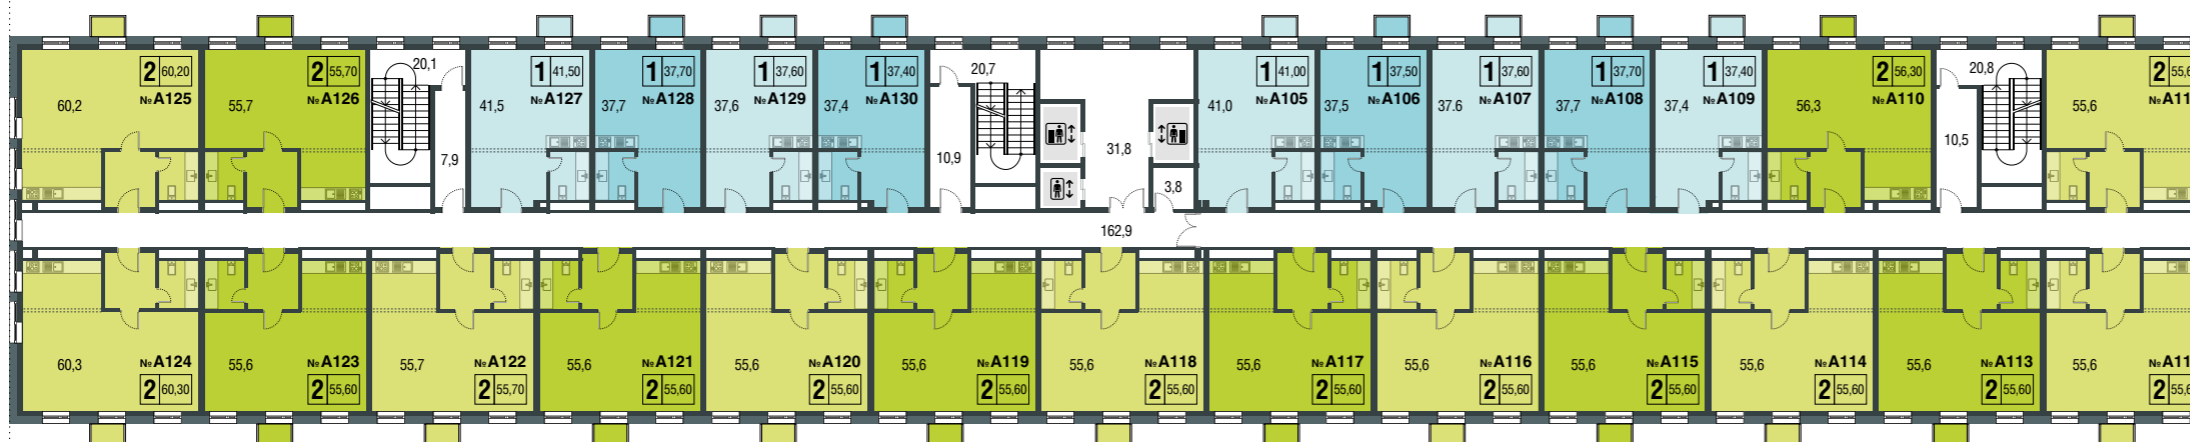 2 60,20
№A125
60,2
2 55,70
№A126
55,7
20,1
7,9
1 41,50
№A127
41,5
1 37,70
№A128
37,7
1 37,60
№A129
37,6
1 37,40
№A130
37,4
20,7
10,9
31,8
3,8
1 41,00
№A105
41,0
1 37,50
№A106
37,5
1 37,60
№A107
37.6
1 37,70
№A108
37,7
1 37,40
№A109
37,4
2 56,30
№A110
56,3
20,8
10,5
2 55,6
№A11
55,6
162,9
60,3
№A124
2 60,30
55,6
№A123
2 55,60
55,7
№A122
2 55,70
55,6
№A121
2 55,60
55,6
№A120
2 55,60
55,6
№A119
2 55,60
55,6
№A118
2 55,60
55,6
№A117
2 55,60
55,6
№A116
2 55,60
55,6
№A115
2 55,60
55,6
№A114
2 55,60
55,6
№A113
2 55,60
55,6
№A11
2 55,6